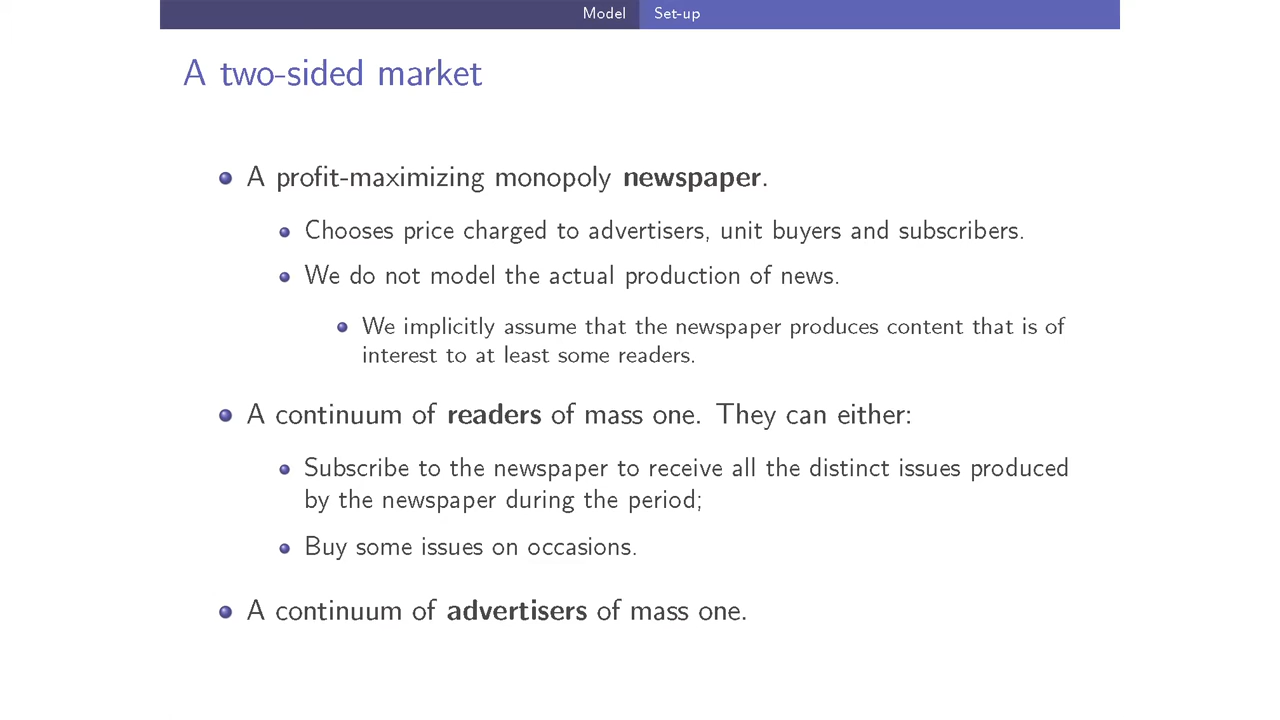 Model Set-up
A two-sided market
A profit-maximizing monopoly newspaper.
Chooses price charged to advertisers, unit buyers and subscribers.
We do not model the actual production of news.
We implicitly assume that the newspaper produces content that is of
interest to at least some readers.
A continuum of readers of mass one. They can either:
Subscribe to the newspaper to receive all the distinct issues produced
by the newspaper during the period;
Buy some issues on occasions.
A continuum of advertisers of mass one.